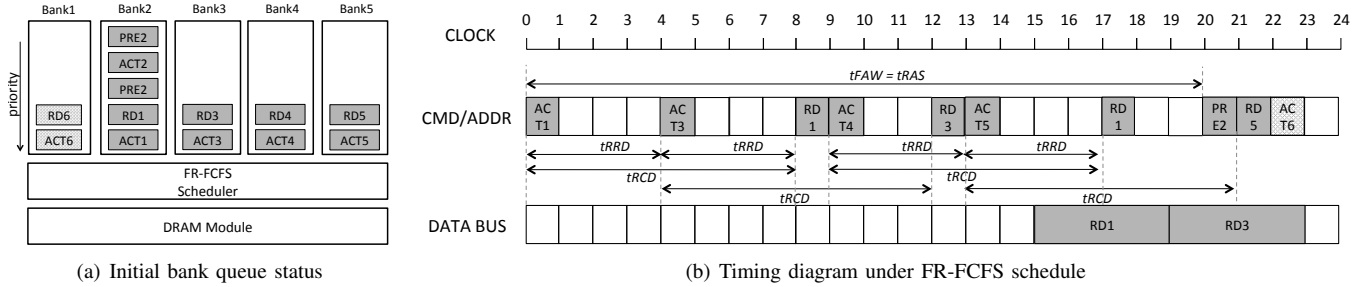 Bank1 Bank2 Bank3 Bank4 Bank5
priority
PRE2
ACT2
PRE2
RD6 RD1 RD3 RD4 RD5
ACT6 ACT1 ACT3 ACT4 ACT5
FR-FCFS
Scheduler
DRAM Module
(a) Initial bank queue status
0 1 2 3 4 5 6 7 8 9 10 11 12 13 14 15 16 17 18 19 20 21 22 23 24
CLOCK
tFAW = tRAS
CMD/ADDR
AC T1
AC T3
RD 1
AC T4
RD 3
AC T5
RD 1
PR E2
RD 5
AC T6
tRRD tRRD tRRD tRRD
tRCD tRCD
tRCD tRCD
DATA BUS
RD1 RD3
(b) Timing diagram under FR-FCFS schedule